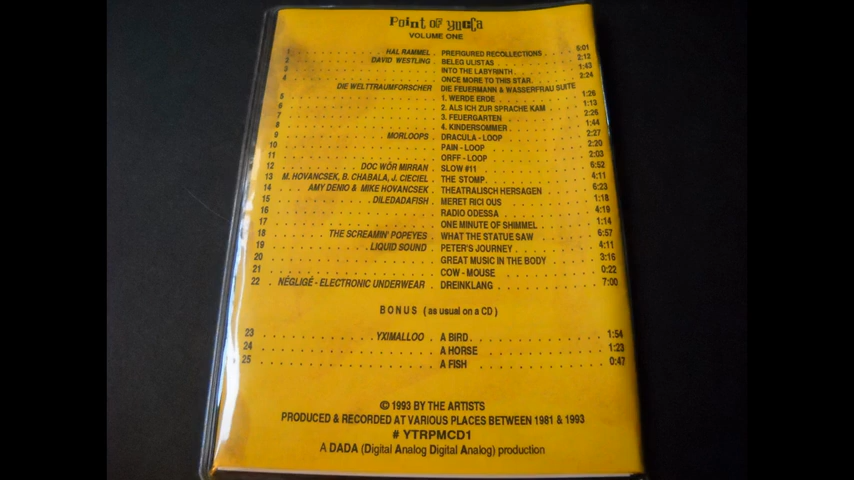 Point of yucca
VOLUME ONE
1 HAL RAMMEL . PREFIGURED RECOLLECTIONS 6:01
2 DAVID WESTLING . BELEG ULISTAS 2:12
3 INTO THE LABYRINTH 1:43
4 ONCE MORE TO THIS STAR 2:24
DIE WELTTRAUMFORSCHER DIE FEUERMANN & WASSERFRAU SUITE
5 1. WERDE ERDE 1:26
6 2. ALS ICH ZUR SPRACHE KAM 1:13
7 3. FEUERGARTEN 2:26
8 4. KINDERSOMMER 1:44
9 MORLOOPS . DRACULA - LOOP 2:27
10 PAIN - LOOP 2:20
11 ORFF - LOOP 2:03
12 DOC WÖR MIRRAN . SLOW #11 6:52
13 M. HOVANCSEK, B. CHABALA, J. CIECIEL . THE STOMP 4:11
14 AMY DENIO & MIKE HOVANCSEK . THEATRALISCH HERSAGEN 6:23
15 DILEDADAFISH . MERET RICI OUS 1:18
16 RADIO ODESSA 4:19
17 ONE MINUTE OF SHIMMEL 1:14
18 THE SCREAMIN' POPEYES . WHAT THE STATUE SAW 6:57
19 LIQUID SOUND . PETER'S JOURNEY 4:11
20 GREAT MUSIC IN THE BODY 3:16
21 COW - MOUSE 0:22
22 . NÉGLIGÉ - ELECTRONIC UNDERWEAR . DREINKLANG 7:00
BONUS (as usual on a CD)
23 YXIMALLOO . A BIRD 1:54
24 A HORSE 1:23
25 A FISH 0:47
© 1993 BY THE ARTISTS
PRODUCED & RECORDED AT VARIOUS PLACES BETWEEN 1981 & 1993
# YTRPMCD1
A DADA (Digital Analog Digital Analog) production